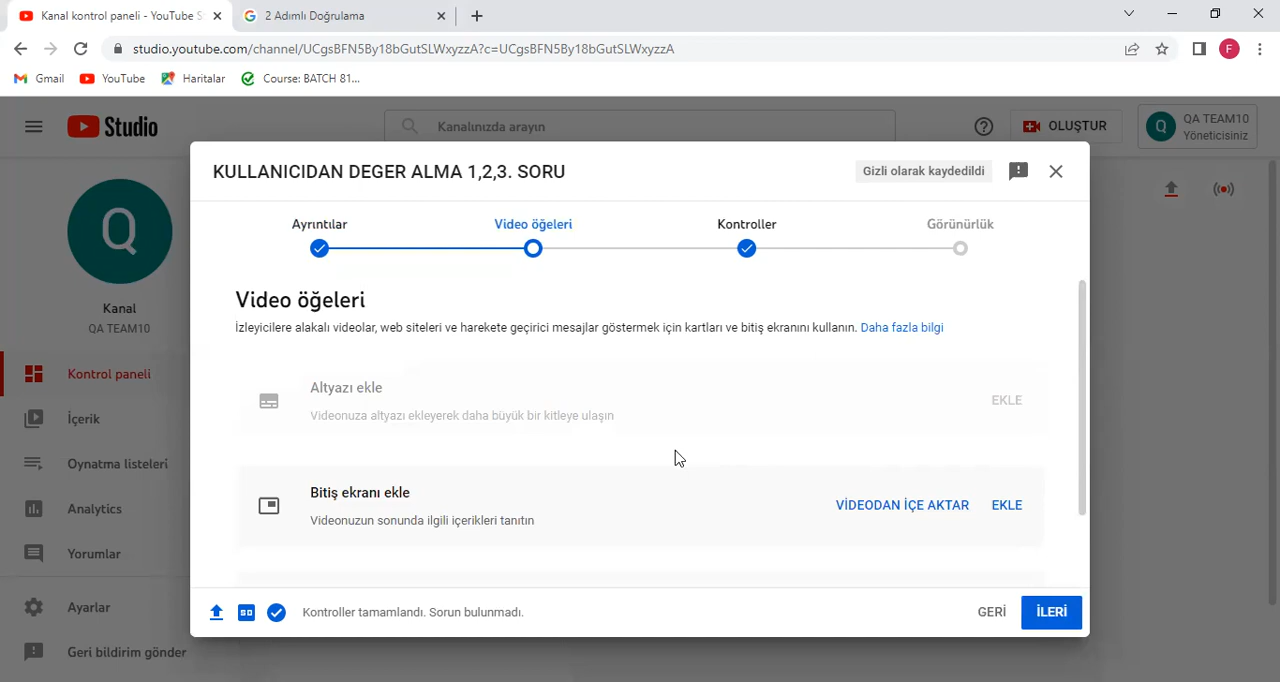 Kanal kontrol paneli - YouTube S
2 Adımlı Doğrulama
studio.youtube.com/channel/UCgsBFN5By18bGutSLWxyzzA?c=UCgsBFN5By18bGutSLWxyzzA
F
Gmail
YouTube
Haritalar
Course: BATCH 81...
Studio
Kanalınızda arayın
OLUŞTUR
Q
QA TEAM10
Yöneticisiniz
KULLANICIDAN DEGER ALMA 1,2,3. SORU
Gizli olarak kaydedildi
Ayrıntılar
Video öğeleri
Kontroller
Görünürlük
Q
Kanal
QA TEAM10
Kontrol paneli
İçerik
Oynatma listeleri
Analytics
Yorumlar
Ayarlar
Geri bildirim gönder
Video öğeleri
İzleyicilere alakalı videolar, web siteleri ve harekete geçirici mesajlar göstermek için kartları ve bitiş ekranını kullanın. Daha fazla bilgi
Altyazı ekle
Videonuza altyazı ekleyerek daha büyük bir kitleye ulaşın
EKLE
Bitiş ekranı ekle
Videonuzun sonunda ilgili içerikleri tanıtın
VİDEODAN İÇE AKTAR
EKLE
SD
Kontroller tamamlandı. Sorun bulunmadı.
GERİ
İLERİ